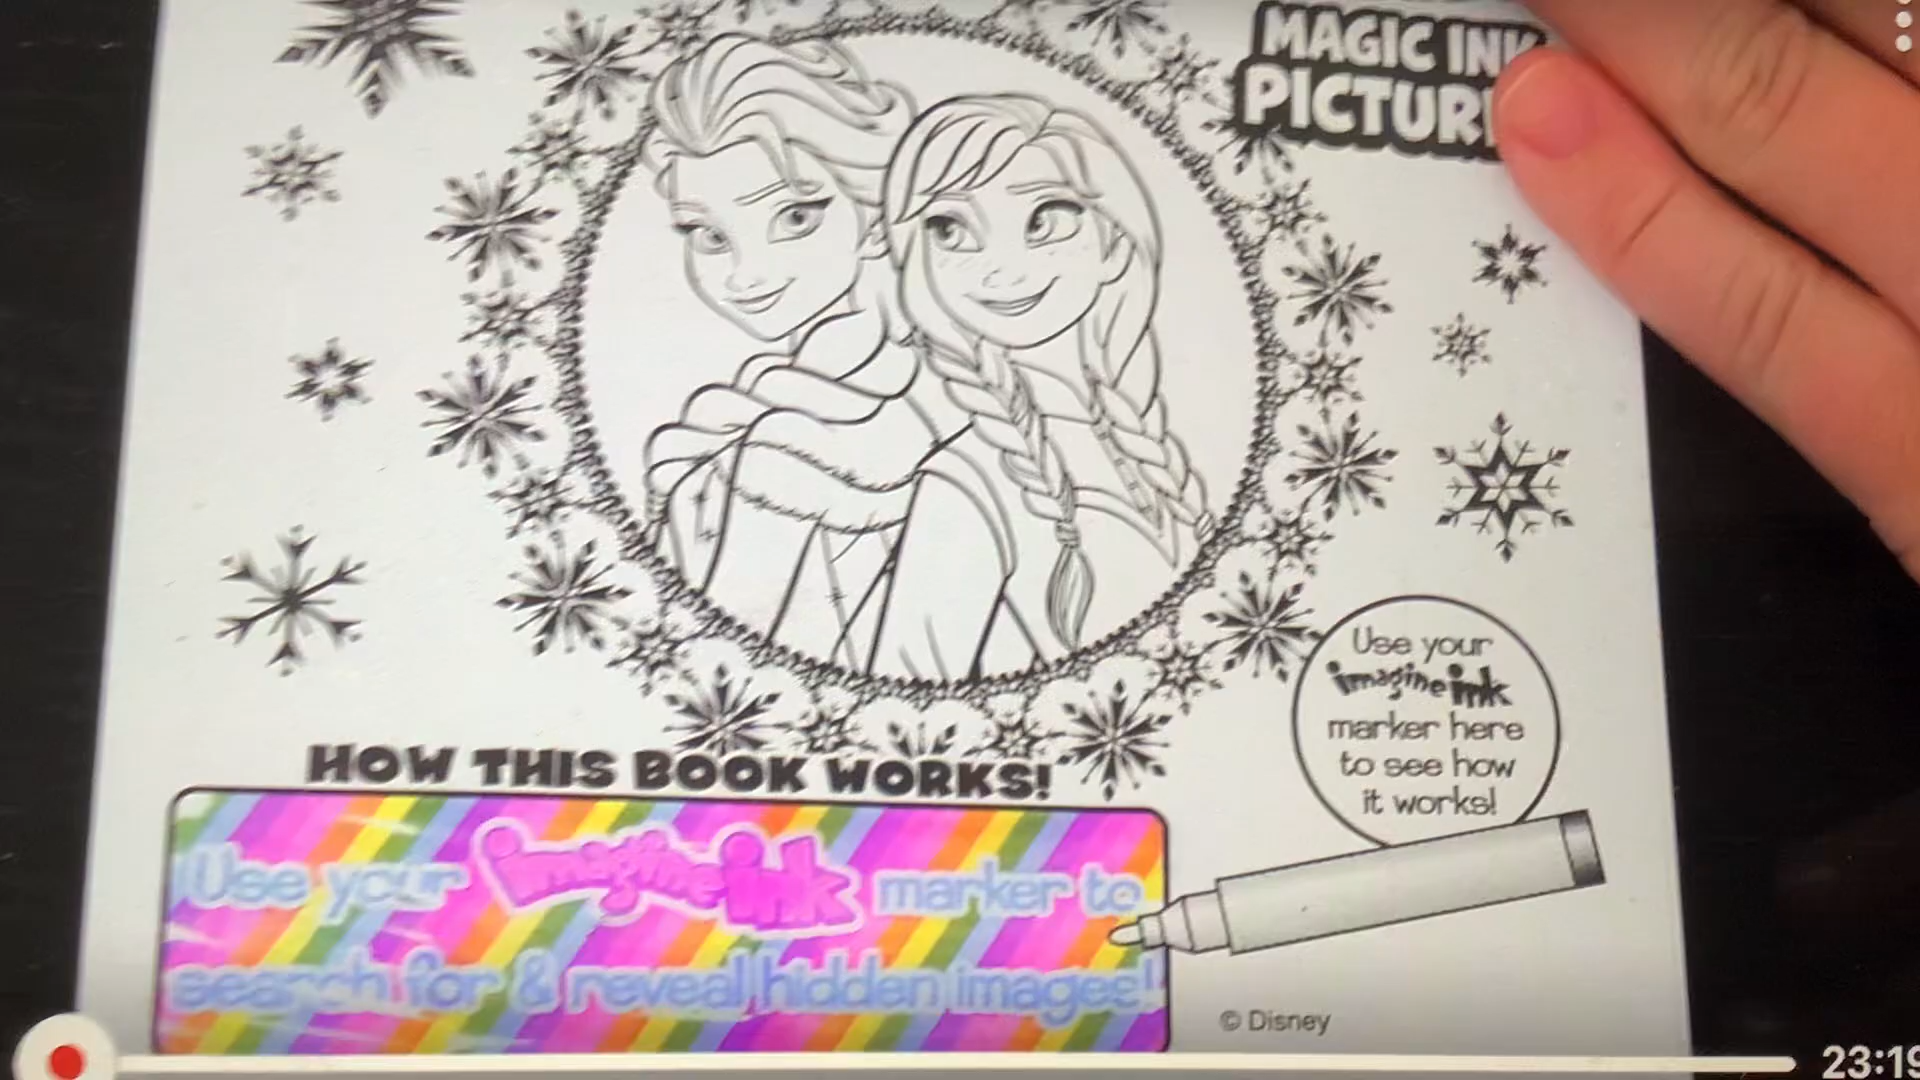 MAGIC INK
PICTUR
Use your
imagine ink
marker here
to see how
it works!
HOW THIS BOOK WORKS!
Use your imagine ink marker to
search for & reveal hidden images!
© Disney
23:19